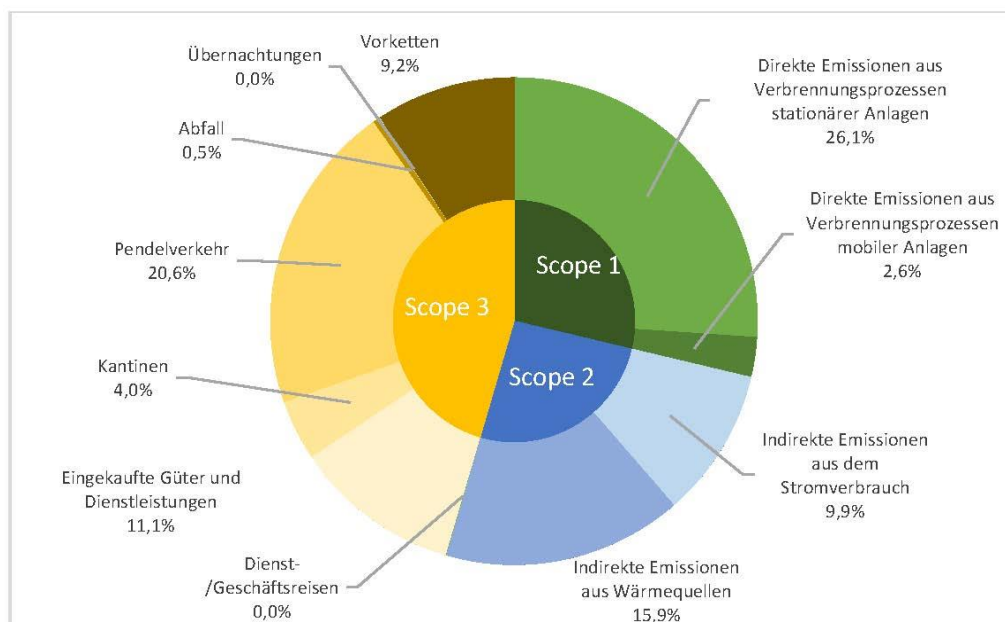 Vorketten
9,2%
Übernachtungen
0,0%
Abfall
0,5%
Pendelverkehr
20,6%
Kantinen
4,0%
Eingekaufte Güter und
Dienstleistungen
11,1%
Dienst-
/Geschäftsreisen
0,0%
Direkte Emissionen aus
Verbrennungsprozessen
stationärer Anlagen
26,1%
Direkte Emissionen aus
Verbrennungsprozessen
mobiler Anlagen
2,6%
Indirekte Emissionen
aus dem
Stromverbrauch
9,9%
Indirekte Emissionen
aus Wärmequellen
15,9%
Scope 1
Scope 2
Scope 3